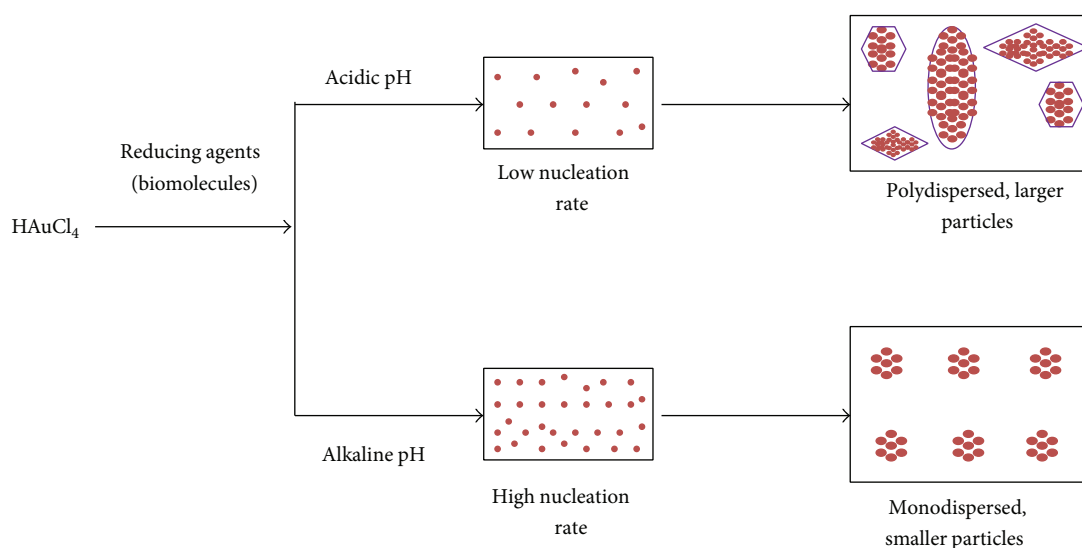 Acidic pH
Reducing agents
(biomolecules)
HAuCl₄
Low nucleation
rate
Polydispersed, larger
particles
Alkaline pH
High nucleation
rate
Monodispersed,
smaller particles